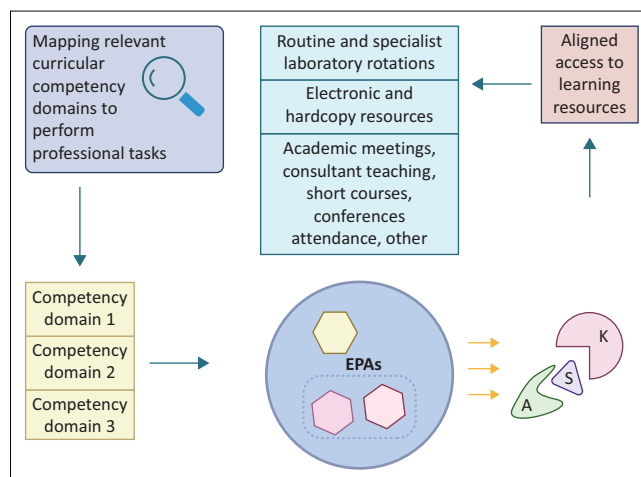 Mapping relevant
curricular
competency
domains to
perform
professional tasks
Routine and specialist
laboratory rotations
Electronic and
hardcopy resources
Academic meetings,
consultant teaching,
short courses,
conferences
attendance, other
Aligned
access to
learning
resources
Competency
domain 1
Competency
domain 2
Competency
domain 3
EPAs
K
S
A